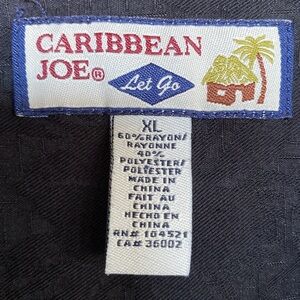 CARIBBEAN
JOE®
Let Go
XL
60%RAYON/
RAYONNE
40%
POLYESTER/
POLIESTER
MADE IN
CHINA
FAIT AU
CHINA
HECHO EN
CHINA
RN# 104521
CA# 36002